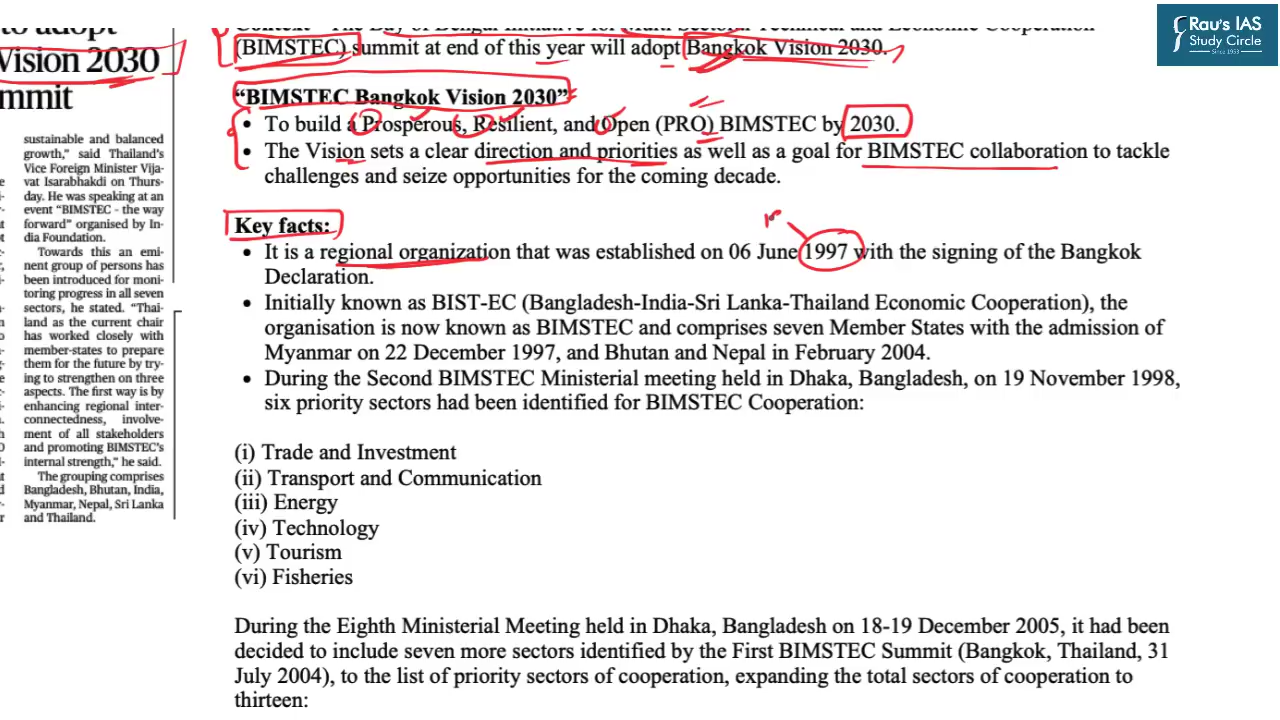 to adopt
Vision 2030
mmit
sustainable and balanced
growth,” said Thailand’s
Vice Foreign Minister Vija-
vat Isarabhakdi on Thurs-
day. He was speaking at an
event “BIMSTEC - the way
forward” organised by In-
dia Foundation.
Towards this an emi-
nent group of persons has
been introduced for moni-
toring progress in all seven
sectors, he stated. “Thai-
land as the current chair
has worked closely with
member-states to prepare
them for the future by try-
ing to strengthen on three
aspects. The first way is by
enhancing regional inter-
connectedness, involve-
ment of all stakeholders
and promoting BIMSTEC’s
internal strength,” he said.
The grouping comprises
Bangladesh, Bhutan, India,
Myanmar, Nepal, Sri Lanka
and Thailand.
Context - The Bay of Bengal Initiative for Multi-Sectoral Technical and Economic Cooperation
(BIMSTEC) summit at end of this year will adopt Bangkok Vision 2030.
“BIMSTEC Bangkok Vision 2030”
• To build a Prosperous, Resilient, and Open (PRO) BIMSTEC by 2030.
• The Vision sets a clear direction and priorities as well as a goal for BIMSTEC collaboration to tackle
challenges and seize opportunities for the coming decade.
Key facts:
• It is a regional organization that was established on 06 June 1997 with the signing of the Bangkok
Declaration.
• Initially known as BIST-EC (Bangladesh-India-Sri Lanka-Thailand Economic Cooperation), the
organisation is now known as BIMSTEC and comprises seven Member States with the admission of
Myanmar on 22 December 1997, and Bhutan and Nepal in February 2004.
• During the Second BIMSTEC Ministerial meeting held in Dhaka, Bangladesh, on 19 November 1998,
six priority sectors had been identified for BIMSTEC Cooperation:
(i) Trade and Investment
(ii) Transport and Communication
(iii) Energy
(iv) Technology
(v) Tourism
(vi) Fisheries
During the Eighth Ministerial Meeting held in Dhaka, Bangladesh on 18-19 December 2005, it had been
decided to include seven more sectors identified by the First BIMSTEC Summit (Bangkok, Thailand, 31
July 2004), to the list of priority sectors of cooperation, expanding the total sectors of cooperation to
thirteen:
Rau's IAS
Study Circle
Since 1953